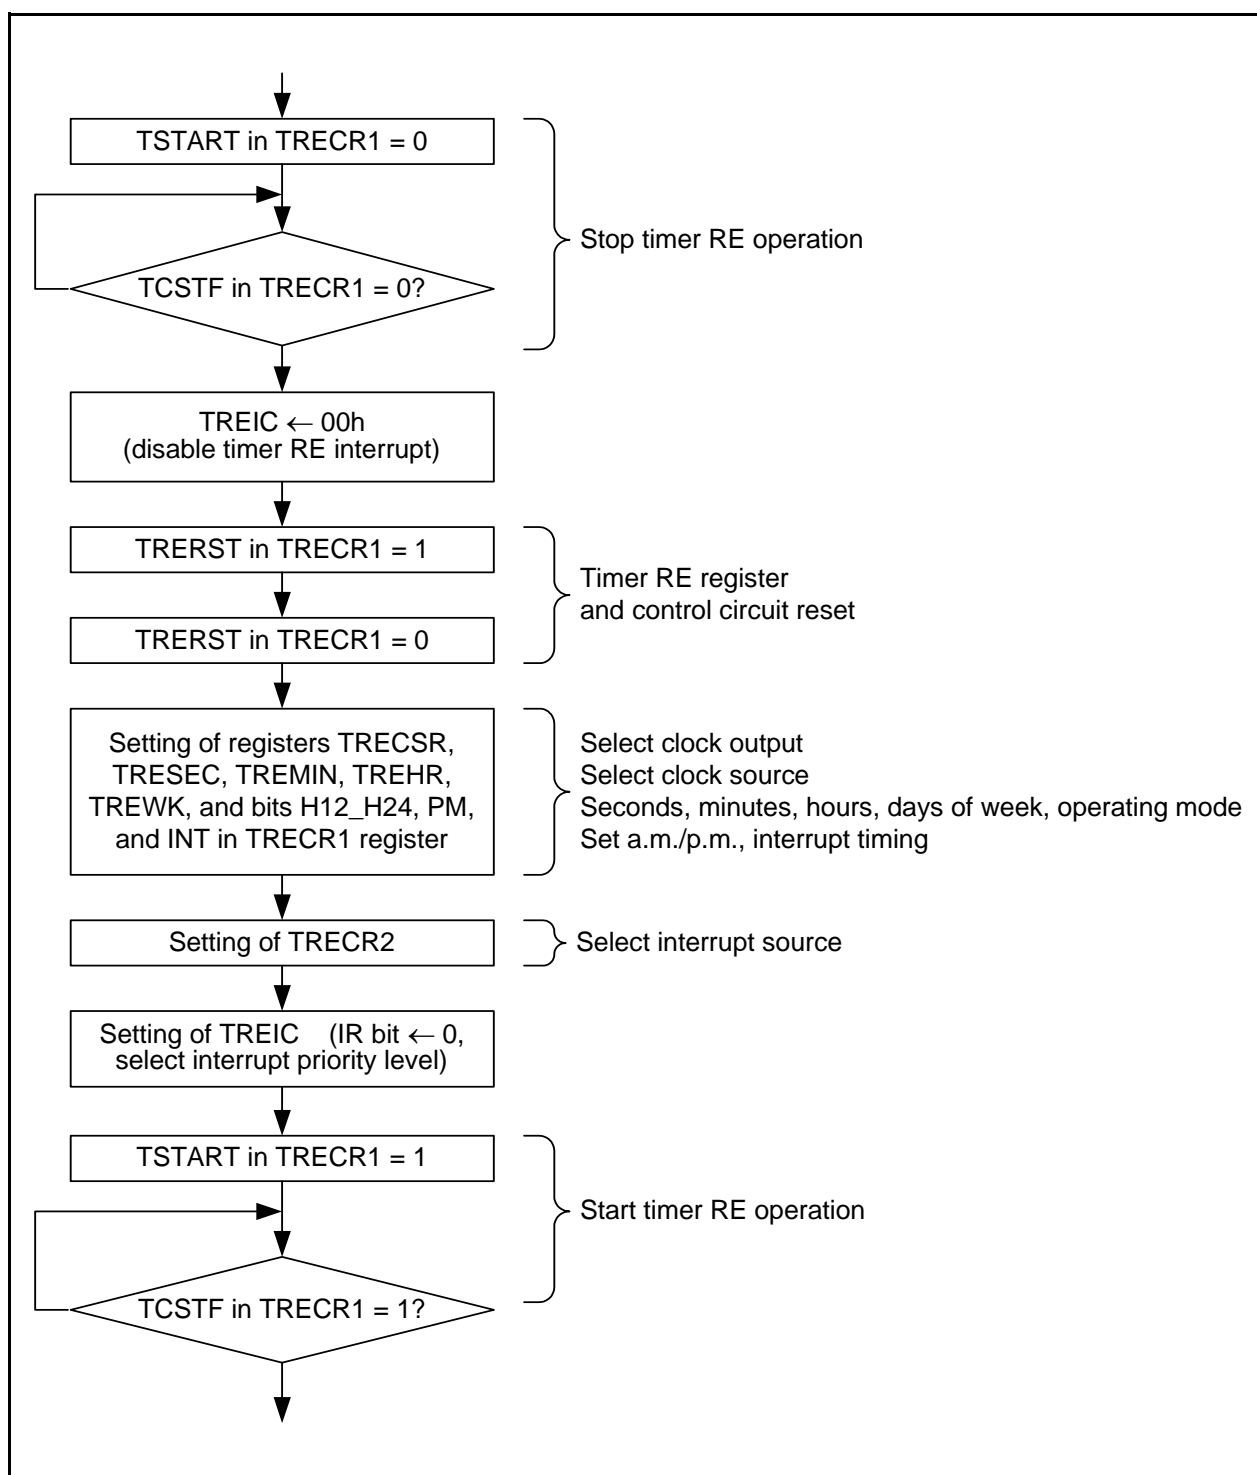 TSTART in TRECR1 = 0
TCSTF in TRECR1 = 0?
Stop timer RE operation
TREIC ← 00h
(disable timer RE interrupt)
TRERST in TRECR1 = 1
TRERST in TRECR1 = 0
Timer RE register
and control circuit reset
Setting of registers TRECSR,
TRESEC, TREMIN, TREHR,
TREWK, and bits H12_H24, PM,
and INT in TRECR1 register
Select clock output
Select clock source
Seconds, minutes, hours, days of week, operating mode
Set a.m./p.m., interrupt timing
Setting of TRECR2
Select interrupt source
Setting of TREIC (IR bit ← 0,
select interrupt priority level)
TSTART in TRECR1 = 1
TCSTF in TRECR1 = 1?
Start timer RE operation